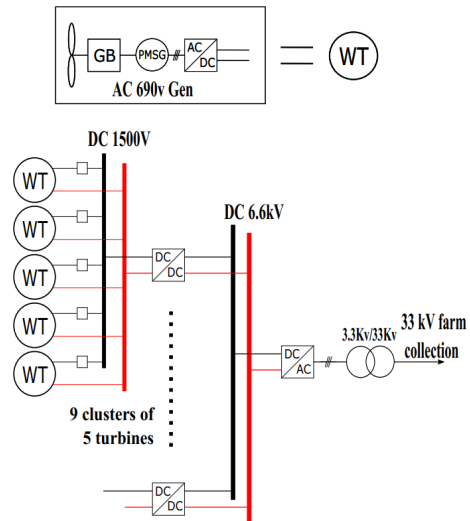 GB
PMSG
AC
DC
AC 690v Gen
WT
DC 1500V
WT
WT
WT
WT
WT
DC 6.6kV
DC
DC
3.3Kv/33Kv
33 kV farm
collection
DC
AC
9 clusters of
5 turbines
DC
DC